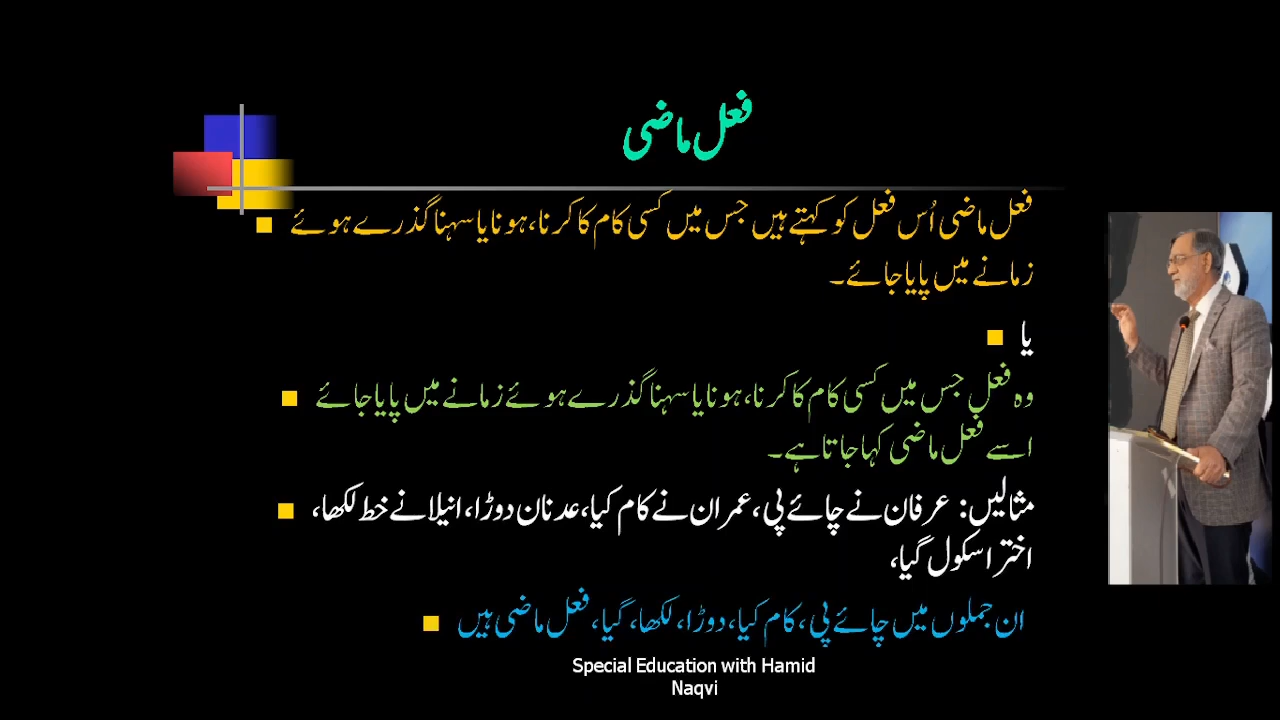 فعل ماضی
فعل ماضی اُس فعل کو کہتے ہیں جس میں کسی کام کا کرنا،ہونا یا سہنا گذرے ہوئے
زمانے میں پایا جائے۔
یا
وہ فعل جس میں کسی کام کا کرنا،ہونا یا سہنا گذرے ہوئے زمانے میں پایا جائے
اسے فعل ماضی کہا جاتا ہے۔
مثالیں: عرفان نے چائے پی،عمران نے کام کیا،عدنان دوڑا،انیلا نے خط لکھا،
اختر اسکول گیا،
ان جملوں میں چائے پی،کام کیا،دوڑا،لکھا،گیا،فعل ماضی ہیں
Special Education with Hamid
Naqvi